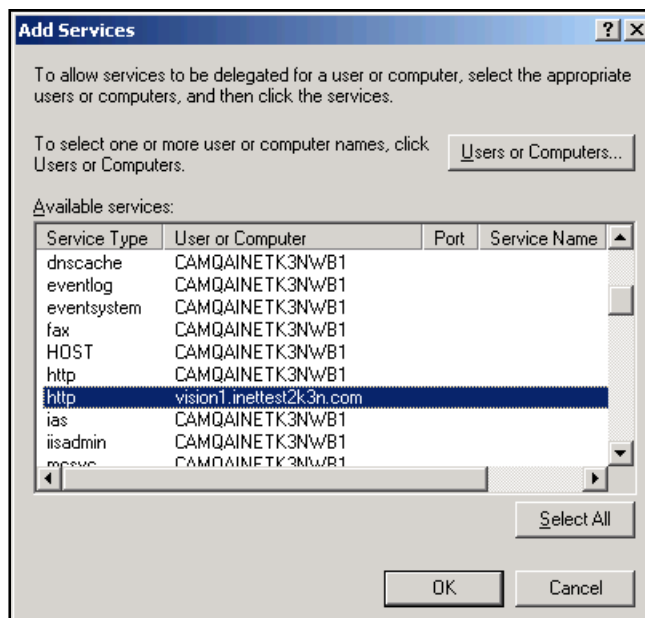 Add Services
To allow services to be delegated for a user or computer, select the appropriate
users or computers, and then click the services.
To select one or more user or computer names, click
Users or Computers.
Users or Computers...
Available services:
Service Type User or Computer Port Service Name
dnscache CAMQAINETK3NWB1
eventlog CAMQAINETK3NWB1
eventsystem CAMQAINETK3NWB1
fax CAMQAINETK3NWB1
HOST CAMQAINETK3NWB1
http CAMQAINETK3NWB1
http vision1.inettest2k3n.com
ias CAMQAINETK3NWB1
iisadmin CAMQAINETK3NWB1
CAMQAINETK3NWB1
Select All
OK Cancel